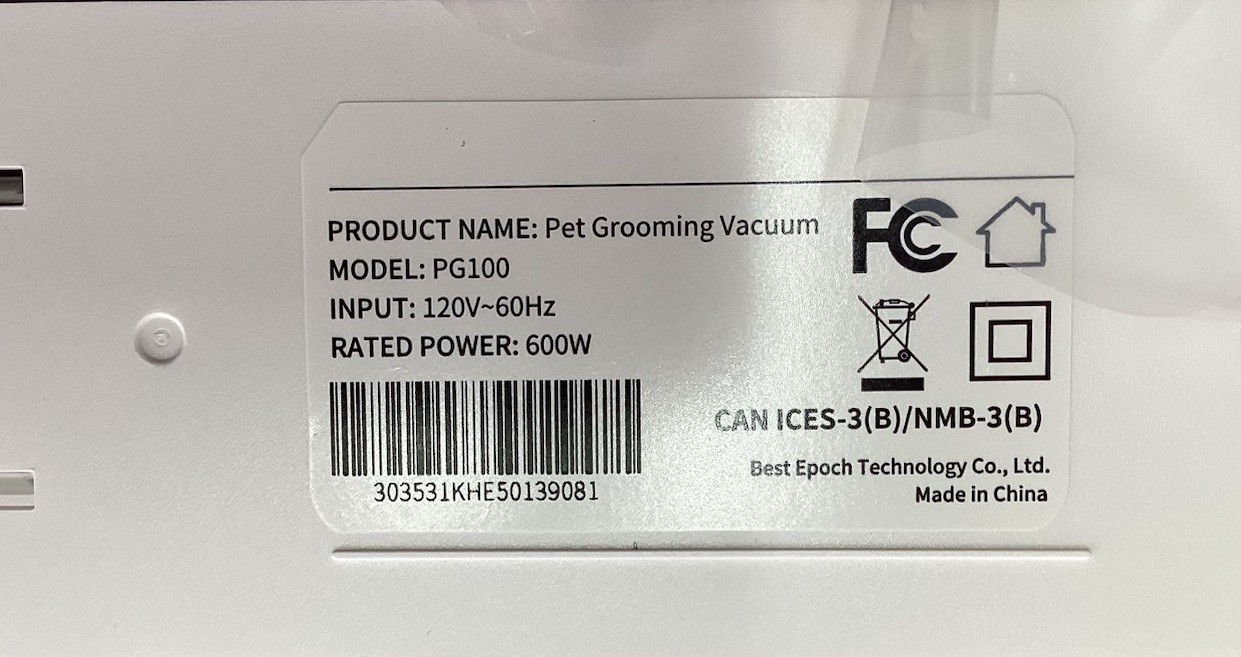 PRODUCT NAME: Pet Grooming Vacuum
MODEL: PG100
INPUT: 120V~60Hz
RATED POWER: 600W
303531KHE50139081
FC
CAN ICES-3(B)/NMB-3(B)
Best Epoch Technology Co., Ltd.
Made in China